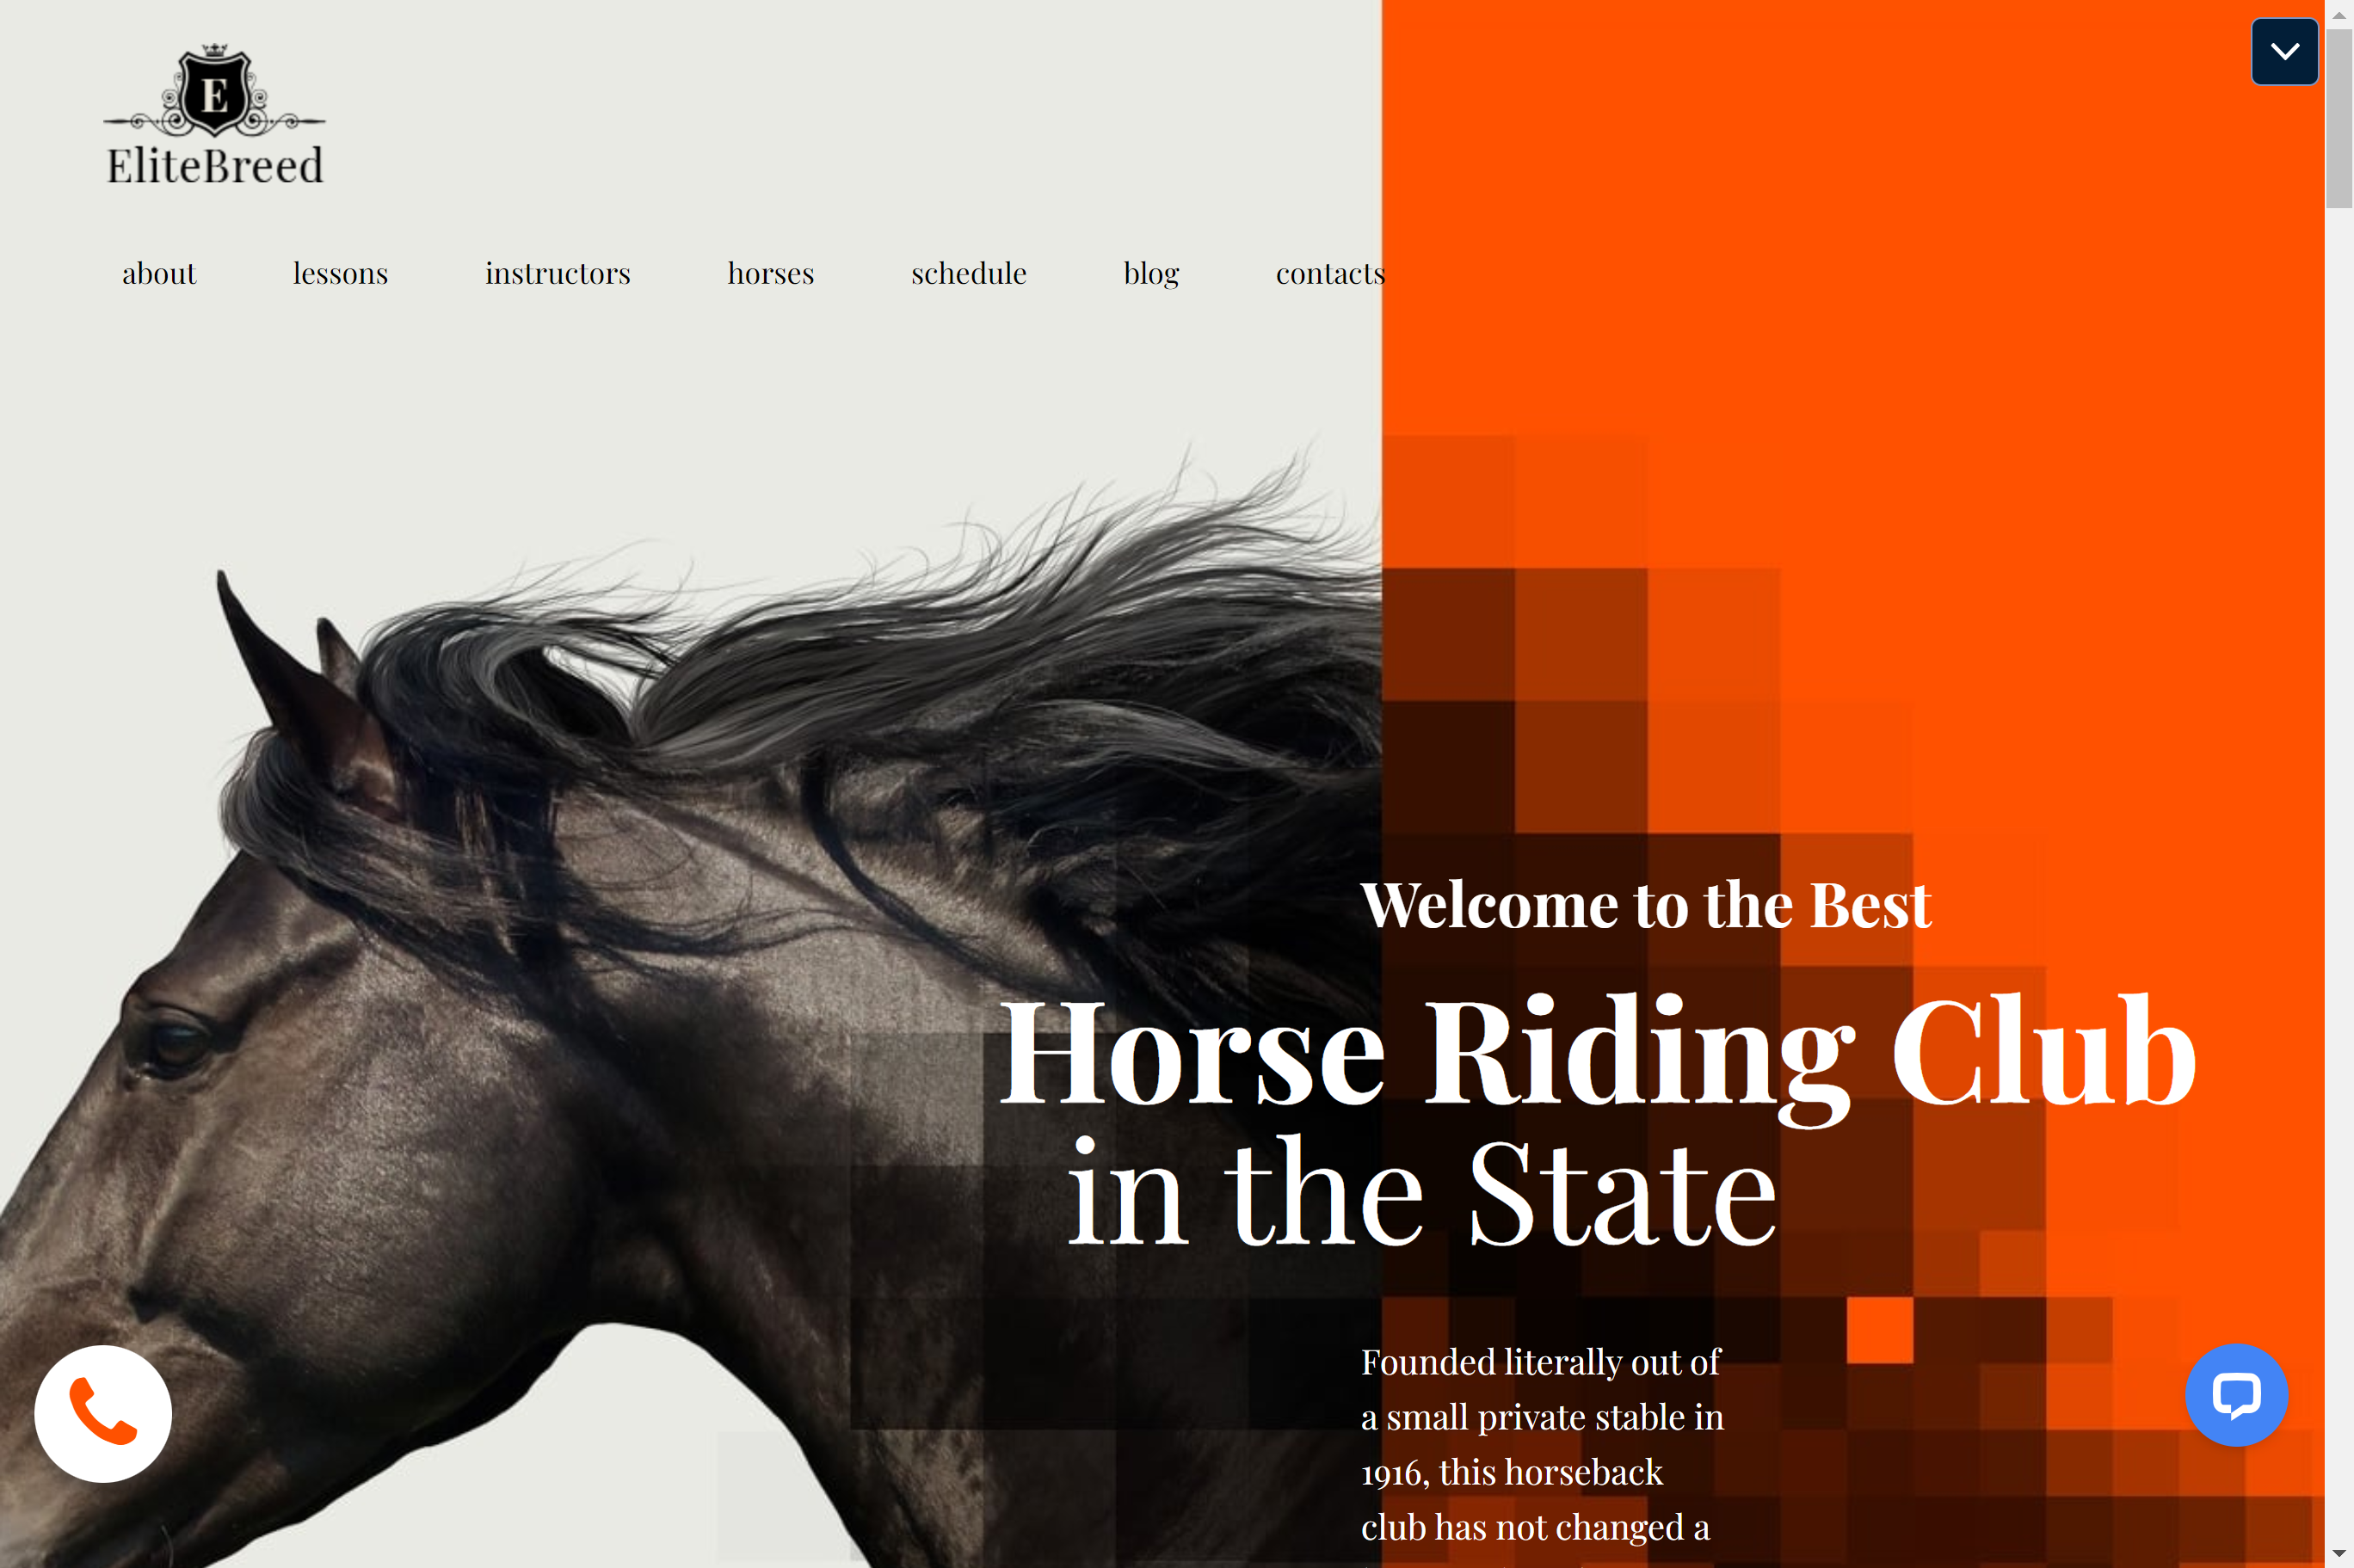 E
EliteBreed
about lessons instructors horses schedule blog contacts
Welcome to the Best
Horse Riding Club
in the State
Founded literally out of
a small private stable in
1916, this horseback
club has not changed a